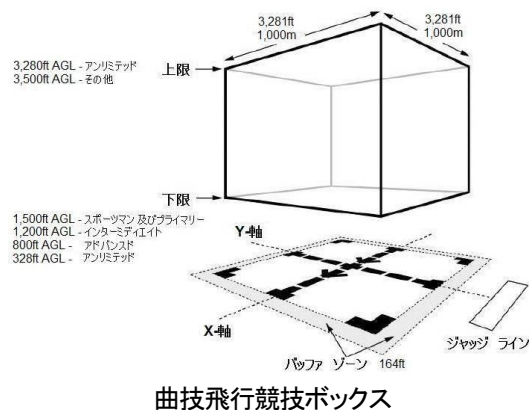 3,281ft
1,000m
3,281ft
1,000m
3,280ft AGL - アンリミテッド
3,500ft AGL - その他
上限
下限
1,500ft AGL - スポーツマン 及びプライマリー
1,200ft AGL - インターミディエイト
800ft AGL - アドバンスド
328ft AGL - アンリミテッド
Y-軸
X-軸
バッファ ゾーン 164ft
ジャッジ ライン
曲技飛行競技ボックス